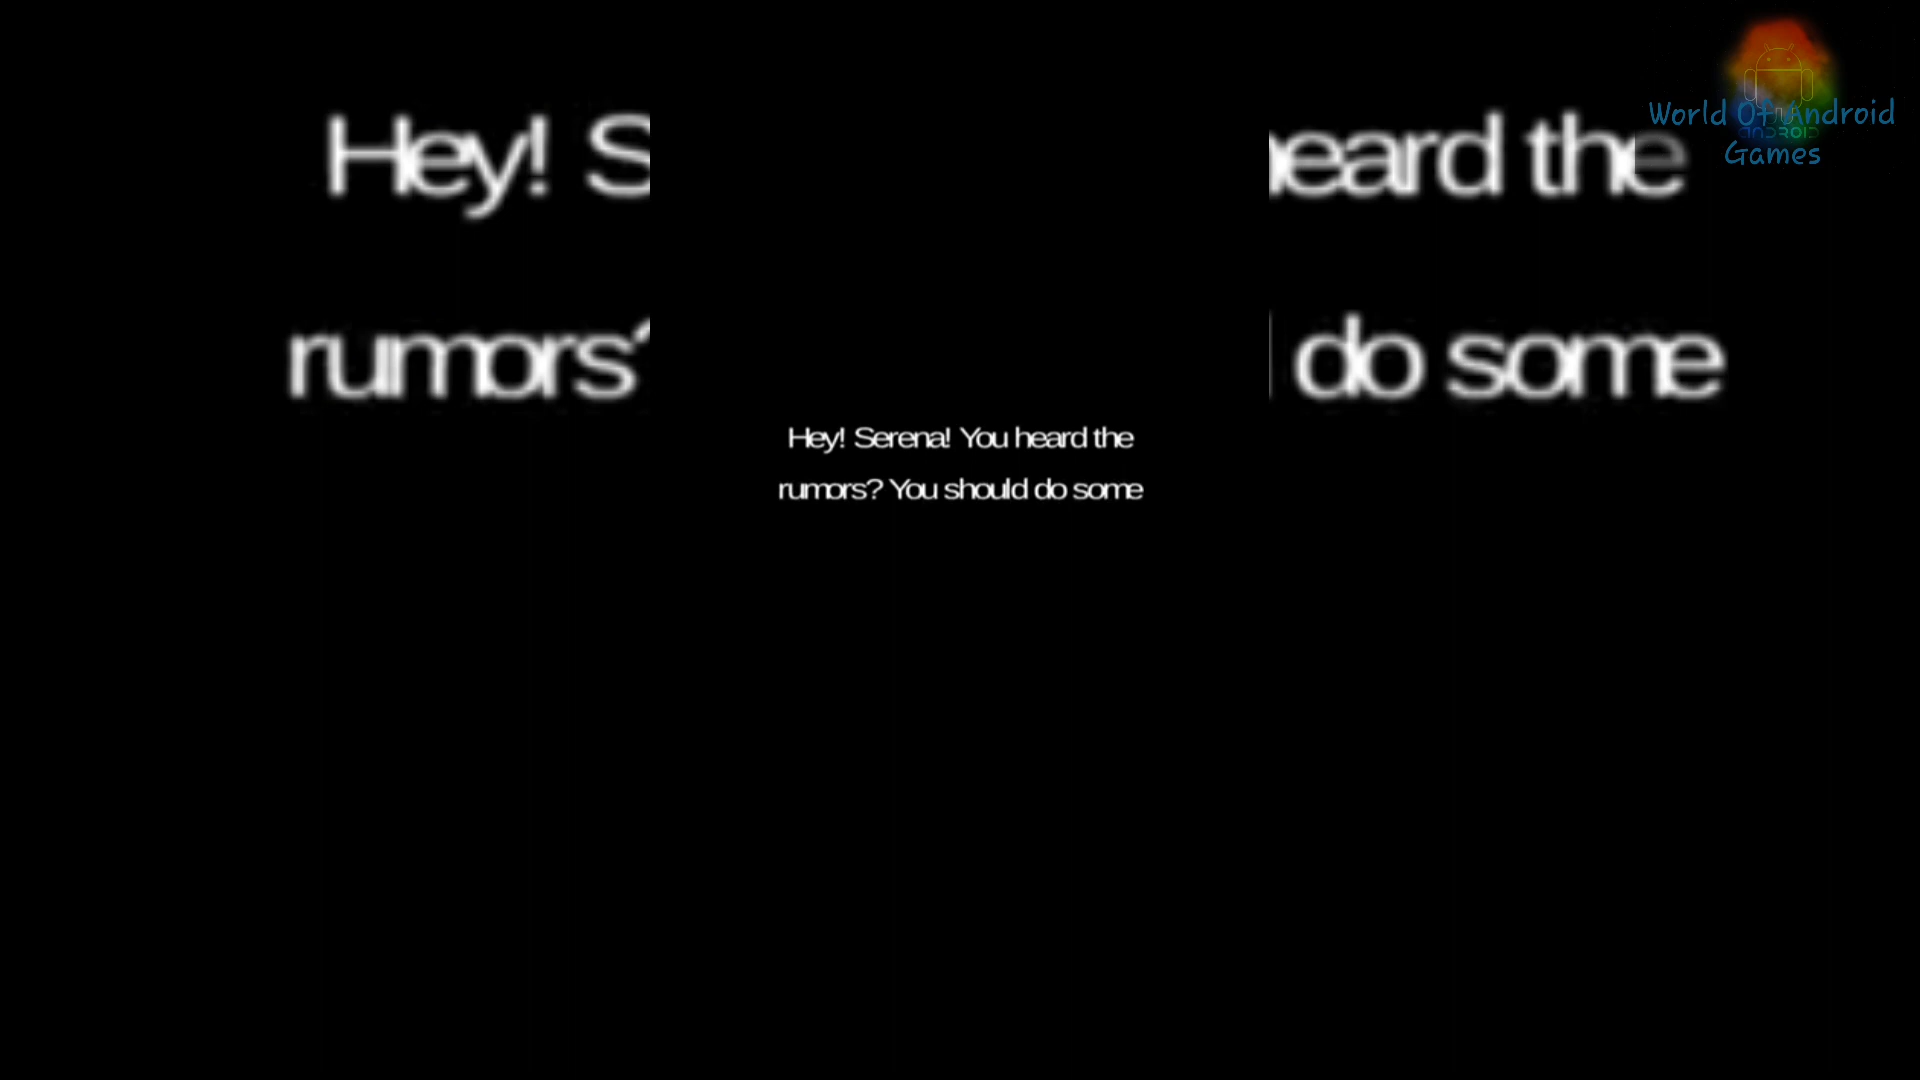 Hey! S
eard the
rumors?
do some
Hey! Serena! You heard the
rumors? You should do some
World Of Android
ANDROID
Games